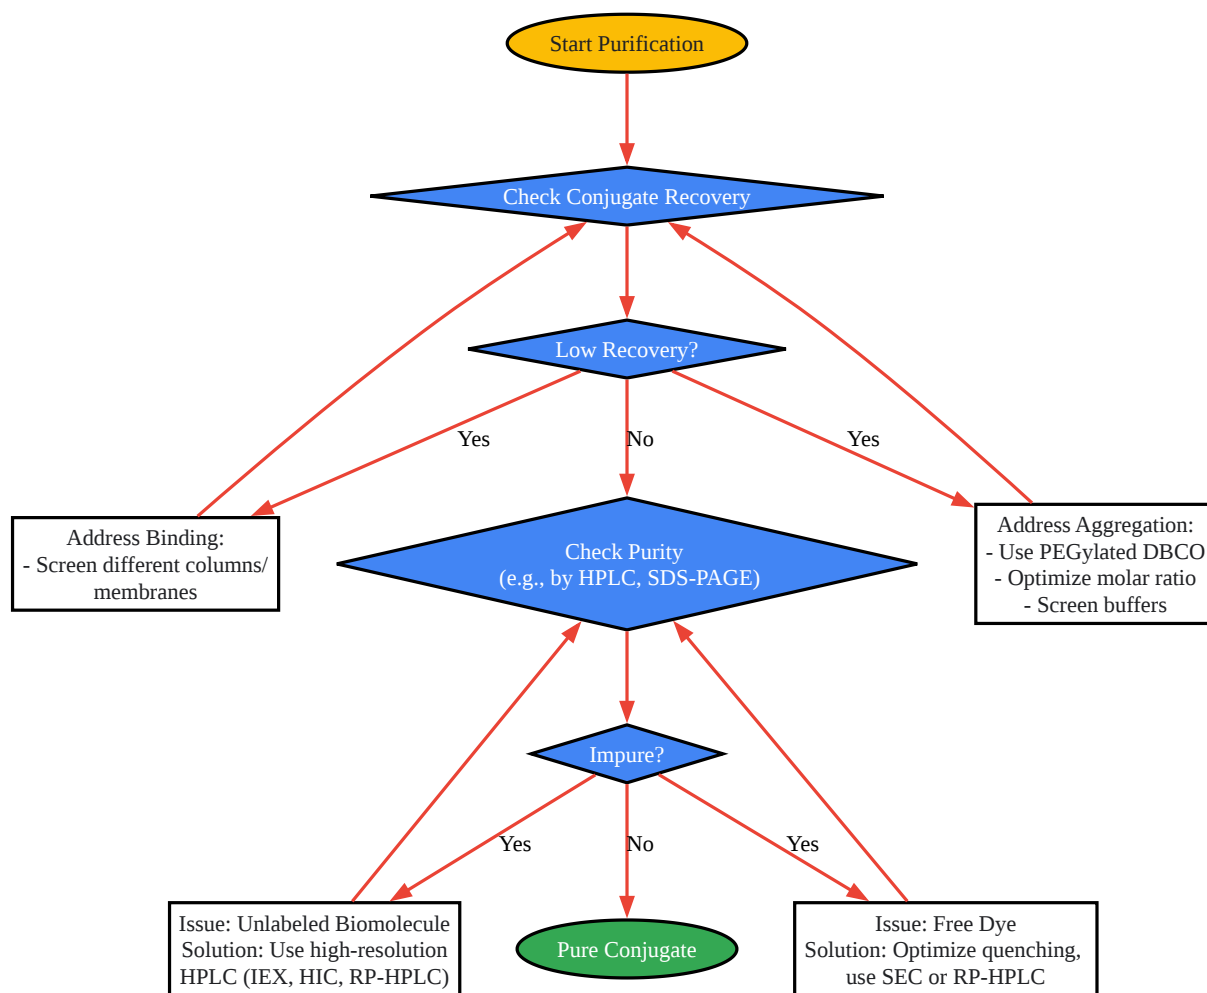 Start Purification
Check Conjugate Recovery
Low Recovery?
Yes
No
Yes
Address Binding:
- Screen different columns/
membranes
Address Aggregation:
- Use PEGylated DBCO
- Optimize molar ratio
- Screen buffers
Check Purity
(e.g., by HPLC, SDS-PAGE)
Impure?
Yes
No
Yes
Issue: Unlabeled Biomolecule
Solution: Use high-resolution
HPLC (IEX, HIC, RP-HPLC)
Pure Conjugate
Issue: Free Dye
Solution: Optimize quenching,
use SEC or RP-HPLC